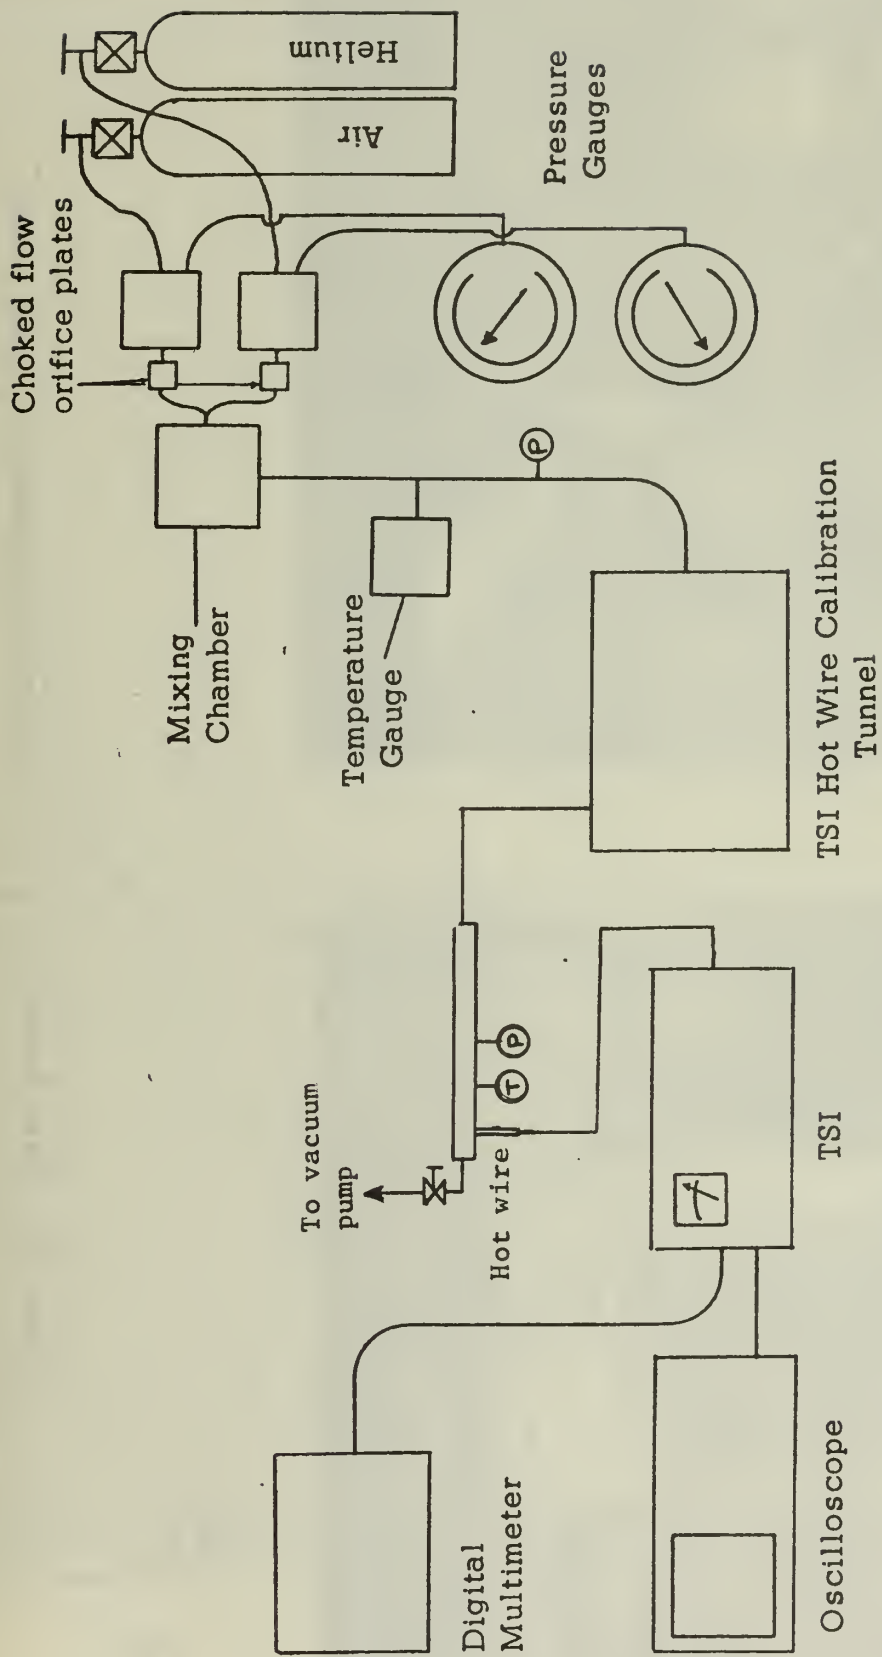 Choked flow
orifice plates
Helium
Air
Pressure
Gauges
Mixing
Chamber
Temperature
Gauge
P
TSI Hot Wire Calibration
Tunnel
To vacuum
pump
Hot wire
T
P
TSI
Digital
Multimeter
Oscilloscope